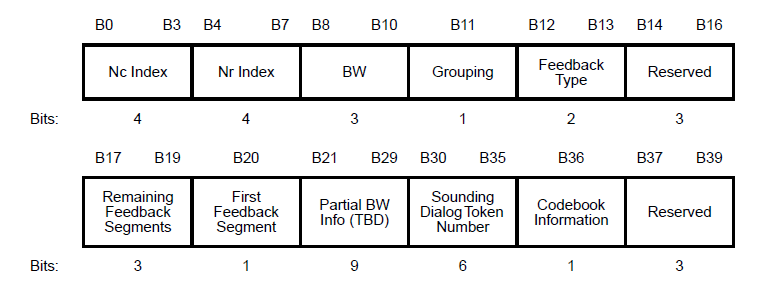 B0 B3 B4 B7 B8 B10 B11 B12 B13 B14 B16
Nc Index Nr Index BW Grouping Feedback Type Reserved
Bits: 4 4 3 1 2 3
B17 B19 B20 B21 B29 B30 B35 B36 B37 B39
Remaining Feedback Segments First Feedback Segment Partial BW Info (TBD) Sounding Dialog Token Number Codebook Information Reserved
Bits: 3 1 9 6 1 3